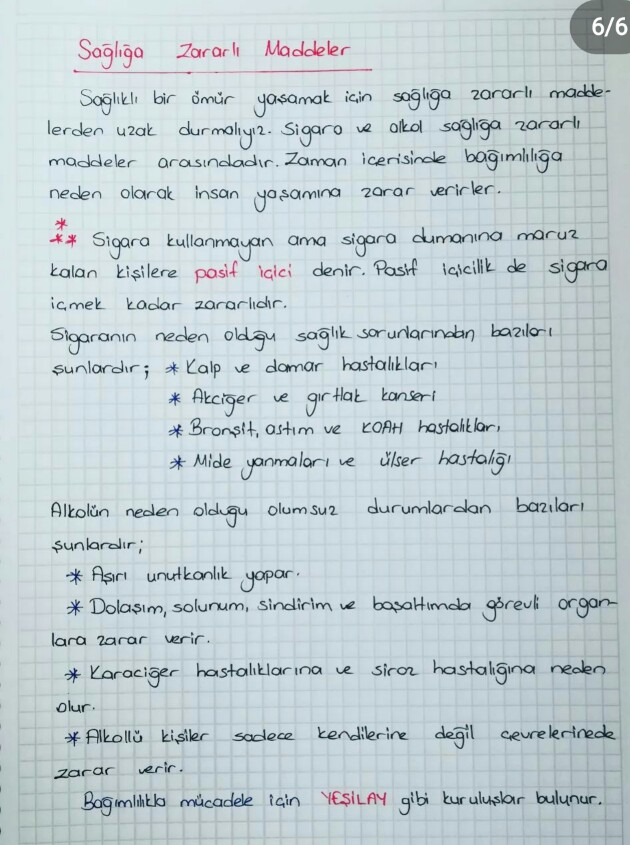 6/6
Sağlığa Zararlı Maddeler
Sağlıklı bir ömür yaşamak için sağlığa zararlı madde-
lerden uzak durmalıyız. Sigara ve alkol sağlığa zararlı
maddeler arasındadır. Zaman içerisinde bağımlılığa
neden olarak insan yaşamına zarar verirler.
*
** Sigara kullanmayan ama sigara dumanına maruz
kalan kişilere pasif içici denir. Pasif içicilik de sigara
içmek kadar zararlıdır.
Sigaranın neden olduğu sağlık sorunlarından bazıları
şunlardır; * Kalp ve damar hastalıkları
* Akciğer ve gırtlak kanseri
* Bronşit, astım ve KOAH hastalıkları
* Mide yanmaları ve ülser hastalığı
Alkolün neden olduğu olumsuz durumlardan bazıları
şunlardır;
* Aşırı unutkanlık yapar.
* Dolaşım, solunum, sindirim ve boşaltımda görevli organ-
lara zarar verir.
* Karaciğer hastalıklarına ve siroz hastalığına neden
olur.
* Alkollü kişiler sadece kendilerine değil çevrelerinede
zarar verir.
Bağımlılıkla mücadele için YEŞİLAY gibi kuruluşlar bulunur.